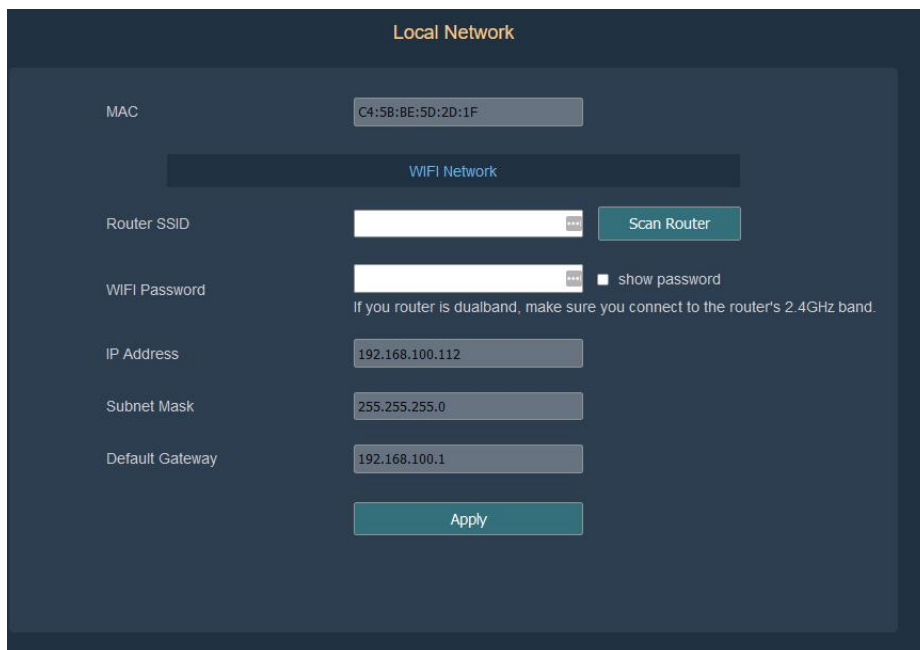 Local Network
MAC C4:5B:BE:5D:2D:1F
WIFI Network
Router SSID Scan Router
WIFI Password show password
If you router is dualband, make sure you connect to the router's 2.4GHz band.
IP Address 192.168.100.112
Subnet Mask 255.255.255.0
Default Gateway 192.168.100.1
Apply